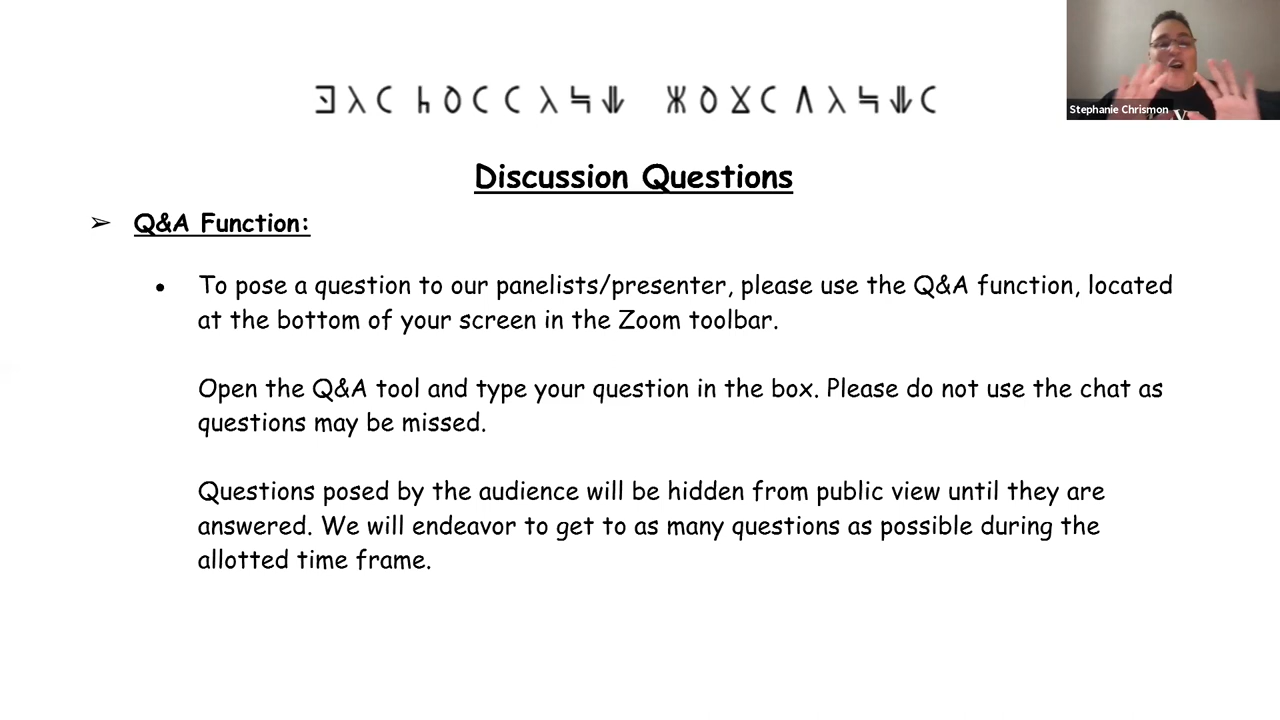 Stephanie Chrismon
Discussion Questions
➢ Q&A Function:
• To pose a question to our panelists/presenter, please use the Q&A function, located
at the bottom of your screen in the Zoom toolbar.
Open the Q&A tool and type your question in the box. Please do not use the chat as
questions may be missed.
Questions posed by the audience will be hidden from public view until they are
answered. We will endeavor to get to as many questions as possible during the
allotted time frame.